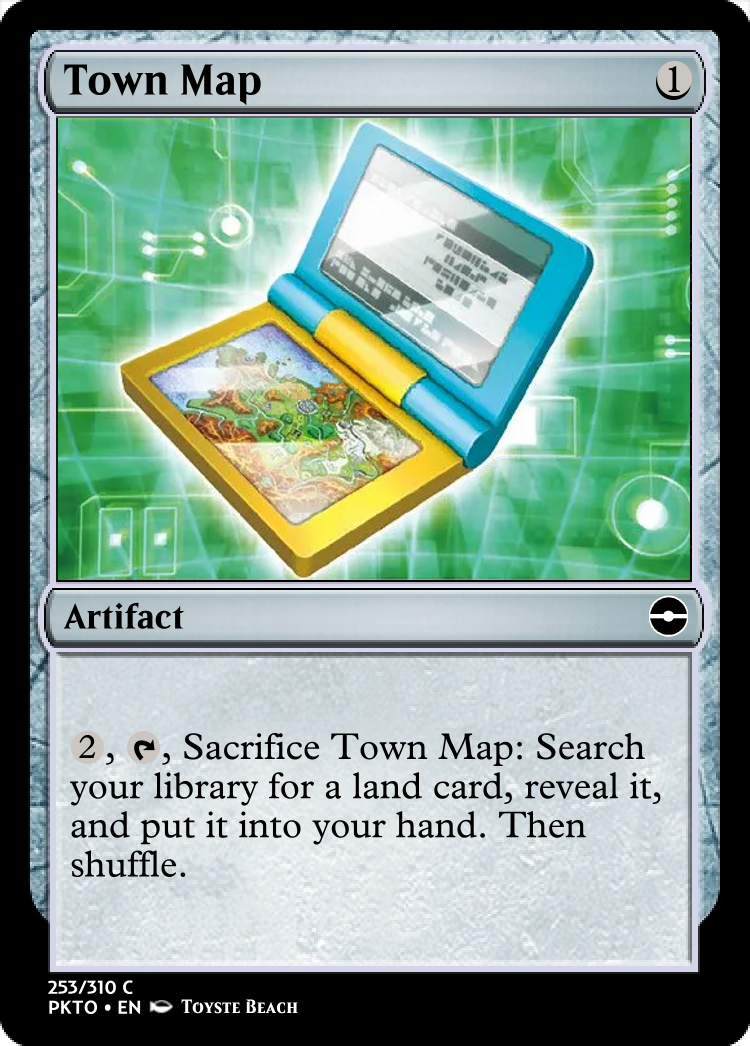 Town Map 1
Artifact
2, Sacrifice Town Map: Search
your library for a land card, reveal it,
and put it into your hand. Then
shuffle.
253/310 C
PKTO • EN Toyste Beach